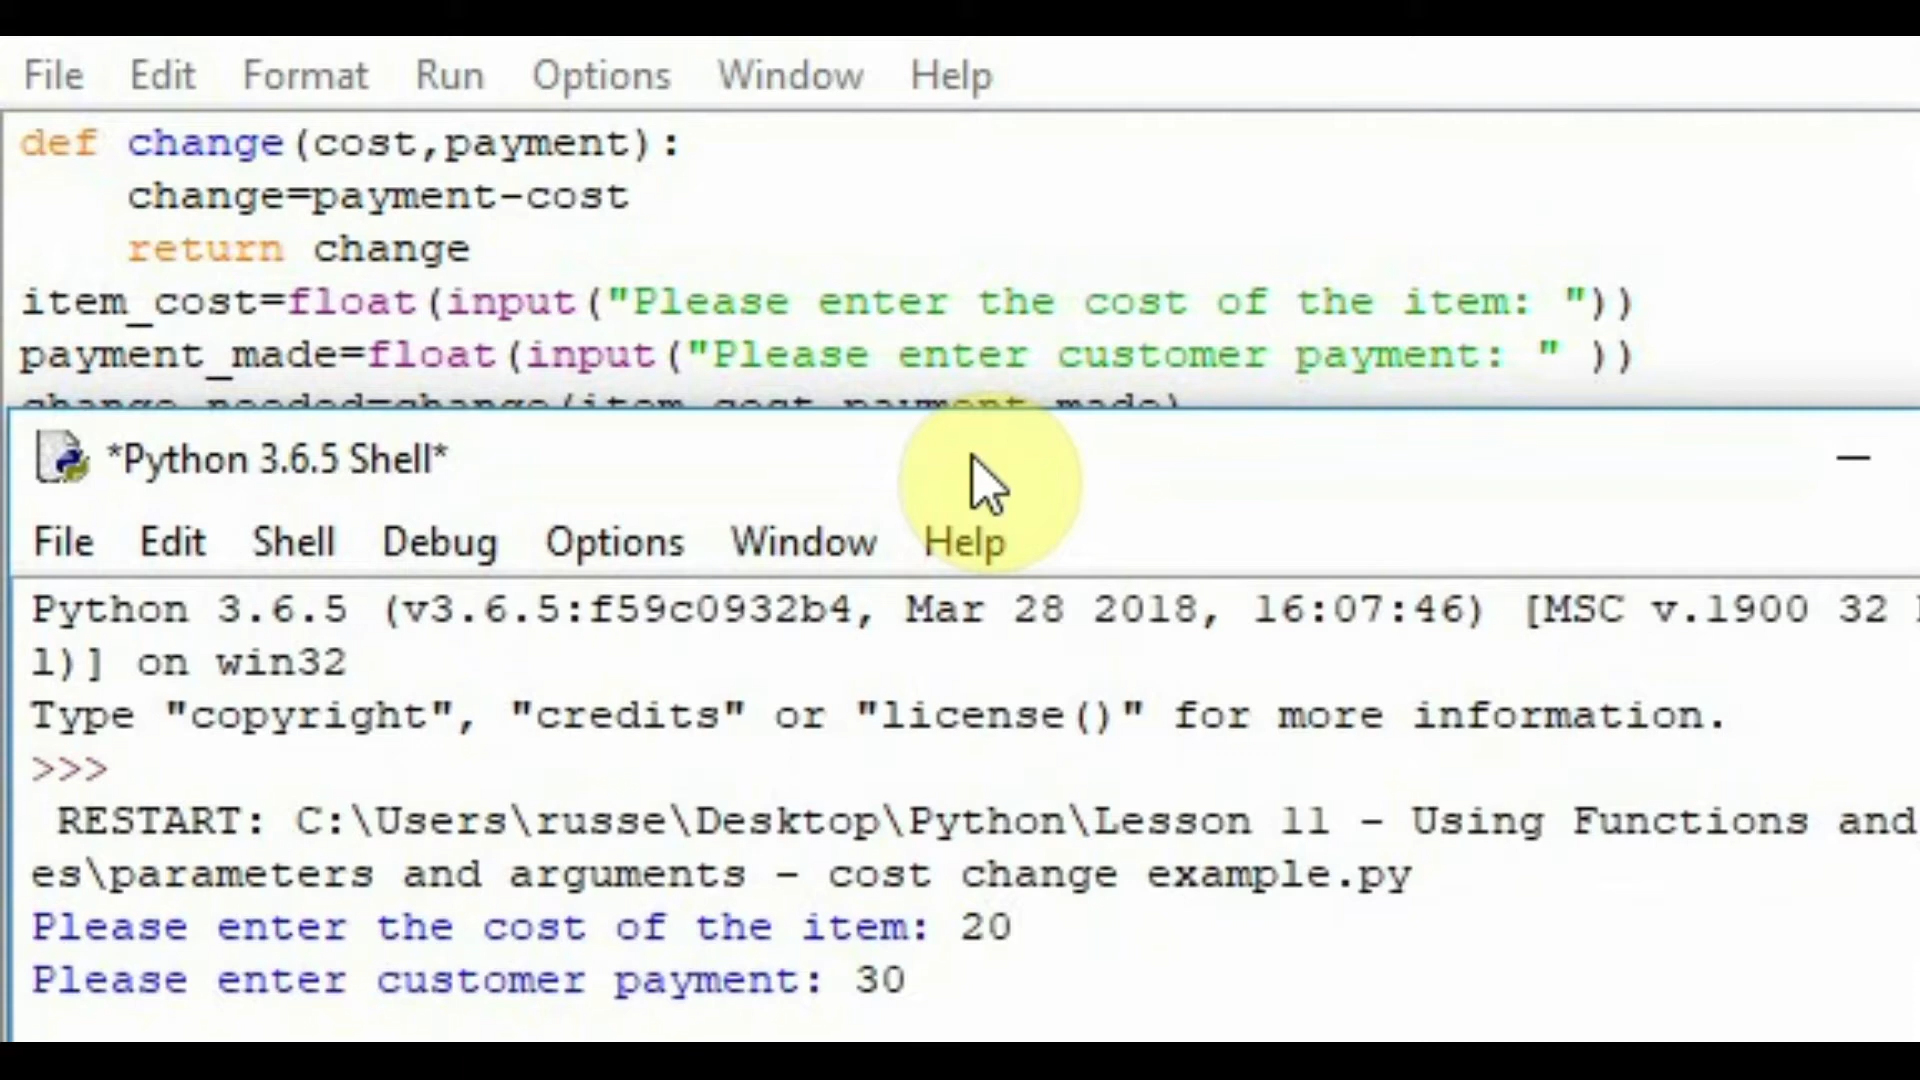 File Edit Format Run Options Window Help
def change(cost,payment):
    change=payment-cost
    return change
item_cost=float(input("Please enter the cost of the item: "))
payment_made=float(input("Please enter customer payment: " ))
change_needed=change(item_cost,payment_made)
*Python 3.6.5 Shell*
File Edit Shell Debug Options Window Help
Python 3.6.5 (v3.6.5:f59c0932b4, Mar 28 2018, 16:07:46) [MSC v.1900 32
l)] on win32
Type "copyright", "credits" or "license()" for more information.
>>>
 RESTART: C:\Users\russe\Desktop\Python\Lesson 11 - Using Functions and
es\parameters and arguments - cost change example.py
Please enter the cost of the item: 20
Please enter customer payment: 30